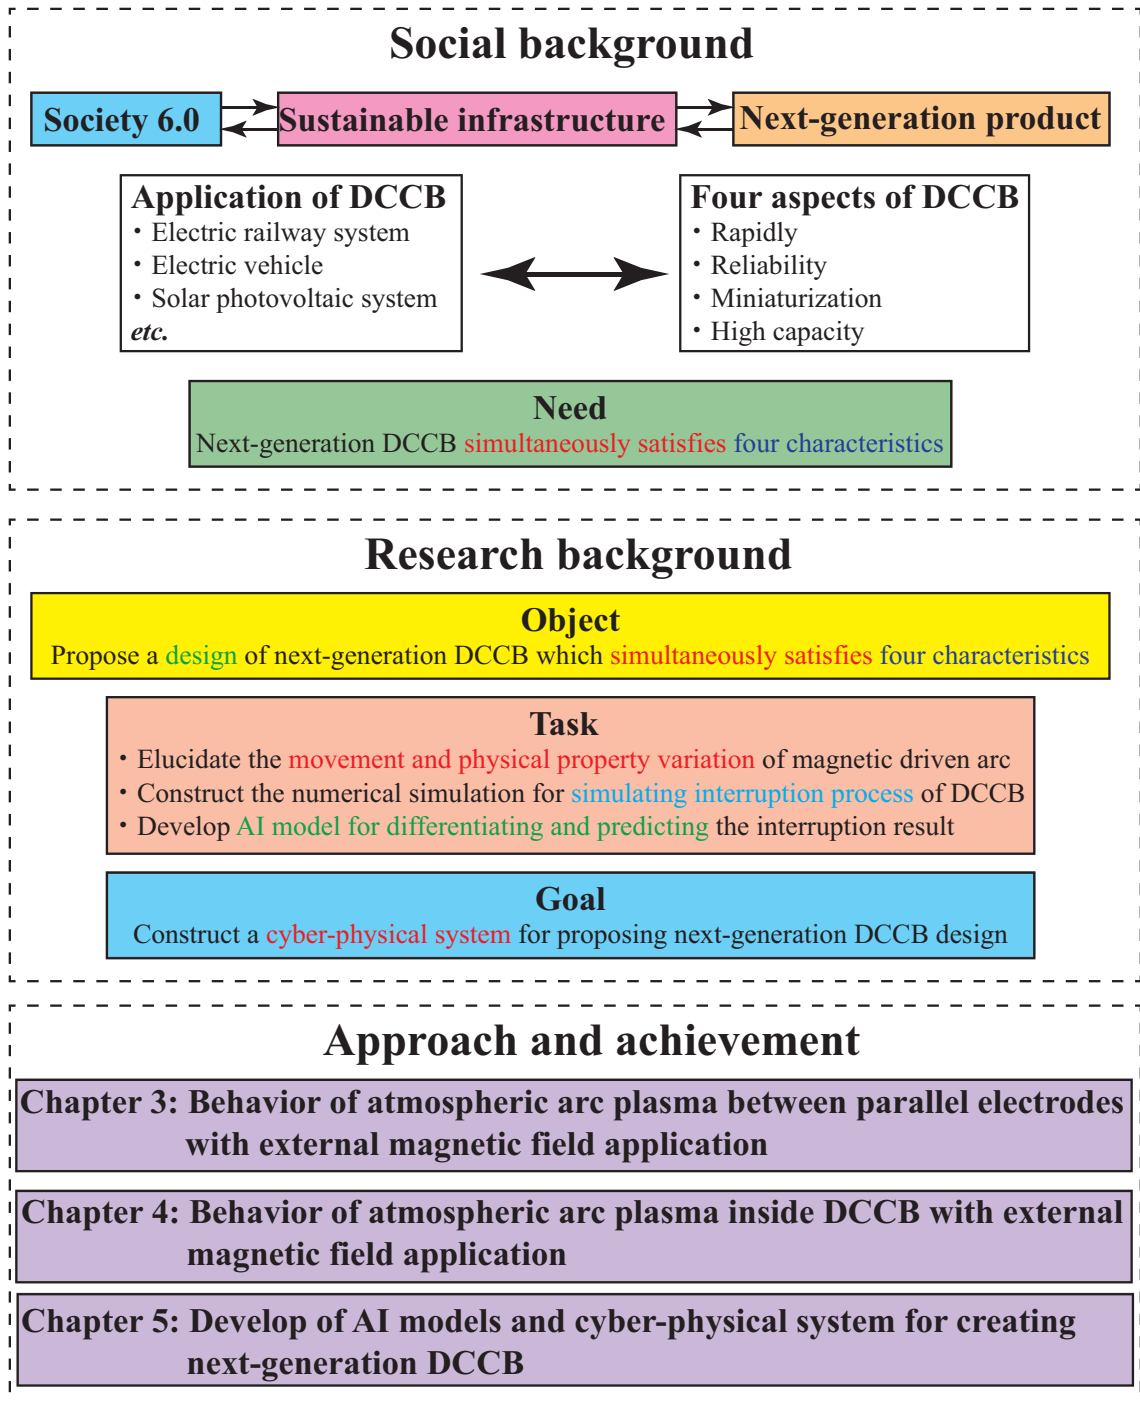 Social background
Society 6.0
Sustainable infrastructure
Next-generation product
Application of DCCB
・Electric railway system
・Electric vehicle
・Solar photovoltaic system
etc.
Four aspects of DCCB
・Rapidly
・Reliability
・Miniaturization
・High capacity
Need
Next-generation DCCB simultaneously satisfies four characteristics
Research background
Object
Propose a design of next-generation DCCB which simultaneously satisfies four characteristics
Task
・Elucidate the movement and physical property variation of magnetic driven arc
・Construct the numerical simulation for simulating interruption process of DCCB
・Develop AI model for differentiating and predicting the interruption result
Goal
Construct a cyber-physical system for proposing next-generation DCCB design
Approach and achievement
Chapter 3: Behavior of atmospheric arc plasma between parallel electrodes
with external magnetic field application
Chapter 4: Behavior of atmospheric arc plasma inside DCCB with external
magnetic field application
Chapter 5: Develop of AI models and cyber-physical system for creating
next-generation DCCB